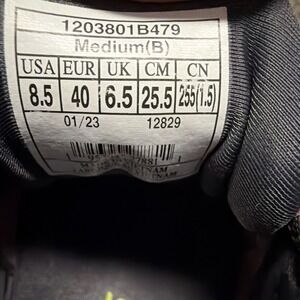 1203801B479
Medium(B)
USA EUR UK CM CN
8.5 40 6.5 25.5 255(1.5)
01/23 12829